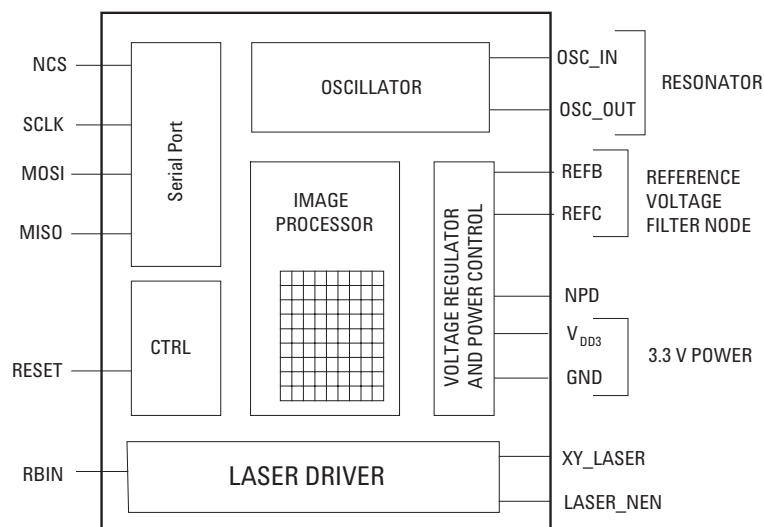 NCS
SCLK
MOSI
MISO
RESET
RBIN
Serial Port
CTRL
OSCILLATOR
IMAGE
PROCESSOR
VOLTAGE REGULATOR
AND POWER CONTROL
LASER DRIVER
OSC_IN
OSC_OUT
RESONATOR
REFB
REFC
REFERENCE
VOLTAGE
FILTER NODE
NPD
VDD3
GND
3.3 V POWER
XY_LASER
LASER_NEN